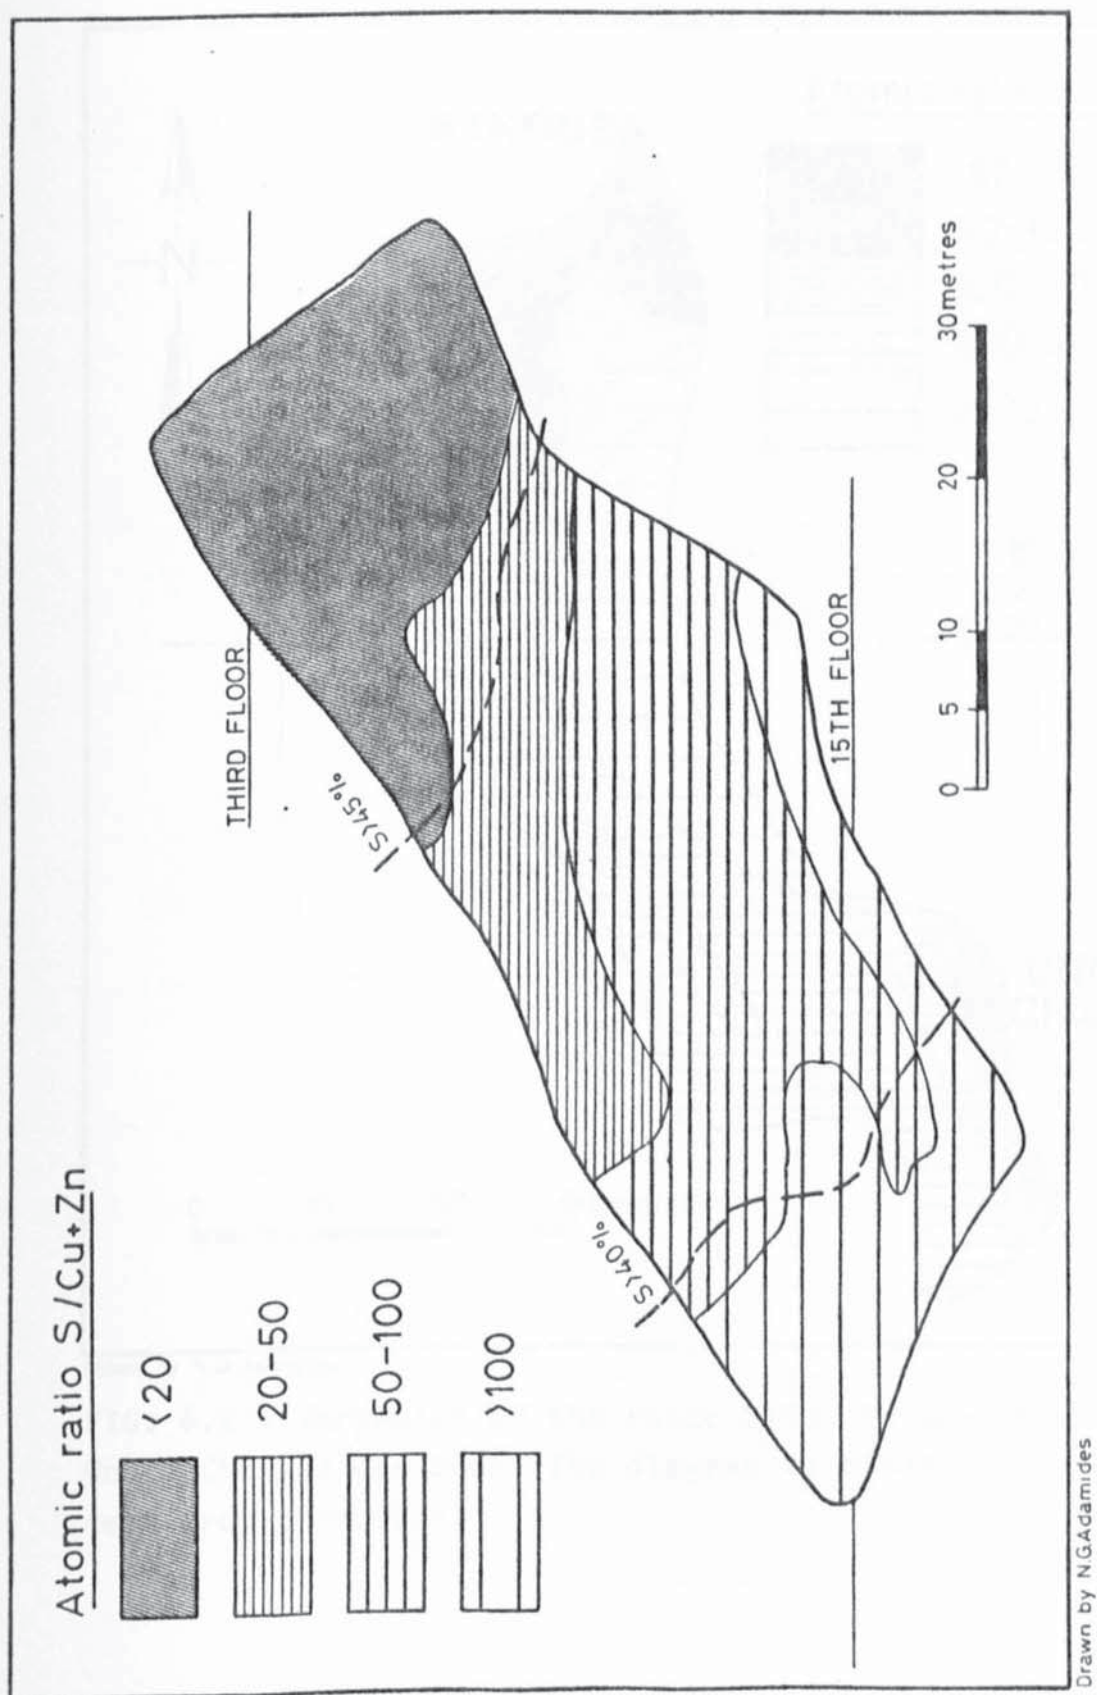 Atomic ratio S/Cu+Zn
<20
20-50
50-100
>100
THIRD FLOOR
S>45%
S>40%
15TH FLOOR
0 5 10 20 30metres
Drawn by N.G.Adamides